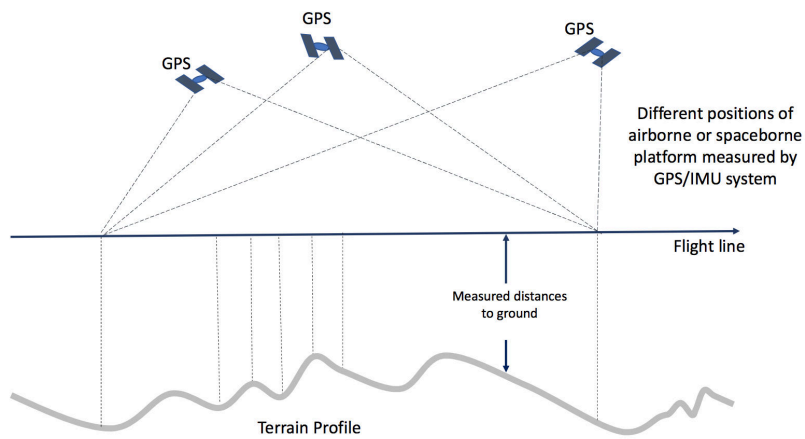 GPS
GPS
GPS
Different positions of
airborne or spaceborne
platform measured by
GPS/IMU system
Flight line
Measured distances
to ground
Terrain Profile